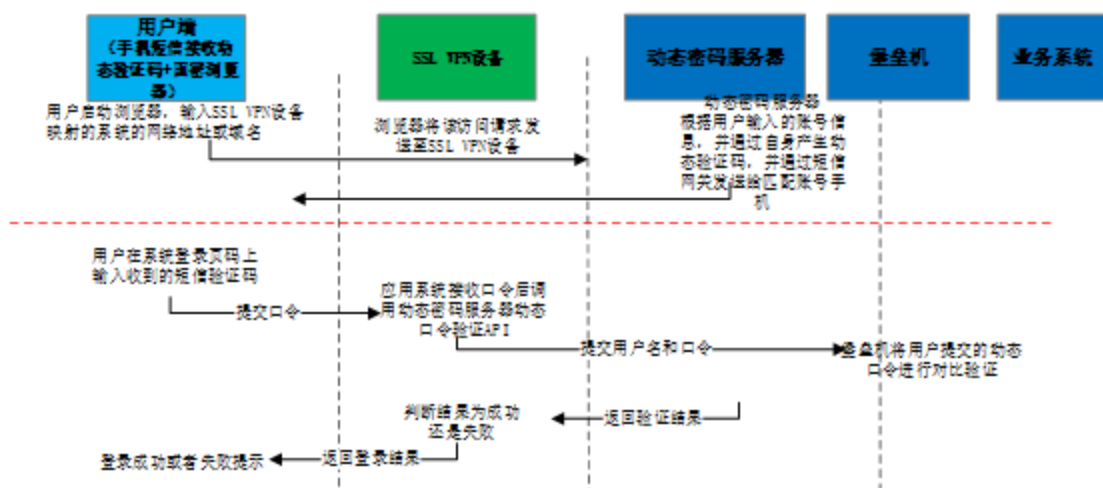 用户端
（手机短信接收动
态验证码+国密浏览
器）
SSL VPN设备
动态密码服务器
堡垒机
业务系统
用户启动浏览器，输入SSL VPN设备
映射的系统的网络地址或域名
浏览器将该访问请求发
送至SSL VPN设备
动态密码服务器
根据用户输入的账号信
息，并通过自身产生动
态验证码，并通过短信
网关发送给匹配账号手
机
用户在系统登录页码上
输入收到的短信验证码
提交口令
应用系统接收口令后调
用动态密码服务器动态
口令验证API
提交用户名和口令
堡垒机将用户提交的动态
口令进行对比验证
判断结果为成功
还是失败
返回验证结果
登录成功或者失败提示
返回登录结果